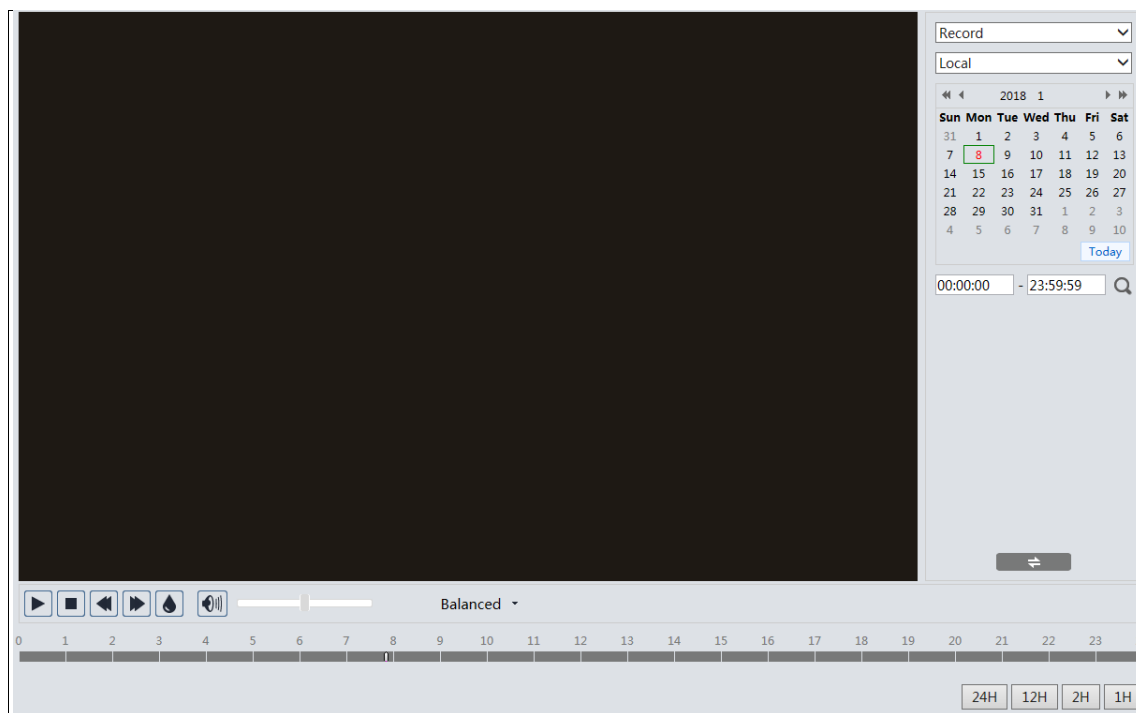 Record
Local
2018 1
Sun Mon Tue Wed Thu Fri Sat
31 1 2 3 4 5 6
7 8 9 10 11 12 13
14 15 16 17 18 19 20
21 22 23 24 25 26 27
28 29 30 31 1 2 3
4 5 6 7 8 9 10
Today
00:00:00 - 23:59:59
Balanced
0 1 2 3 4 5 6 7 8 9 10 11 12 13 14 15 16 17 18 19 20 21 22 23
24H 12H 2H 1H